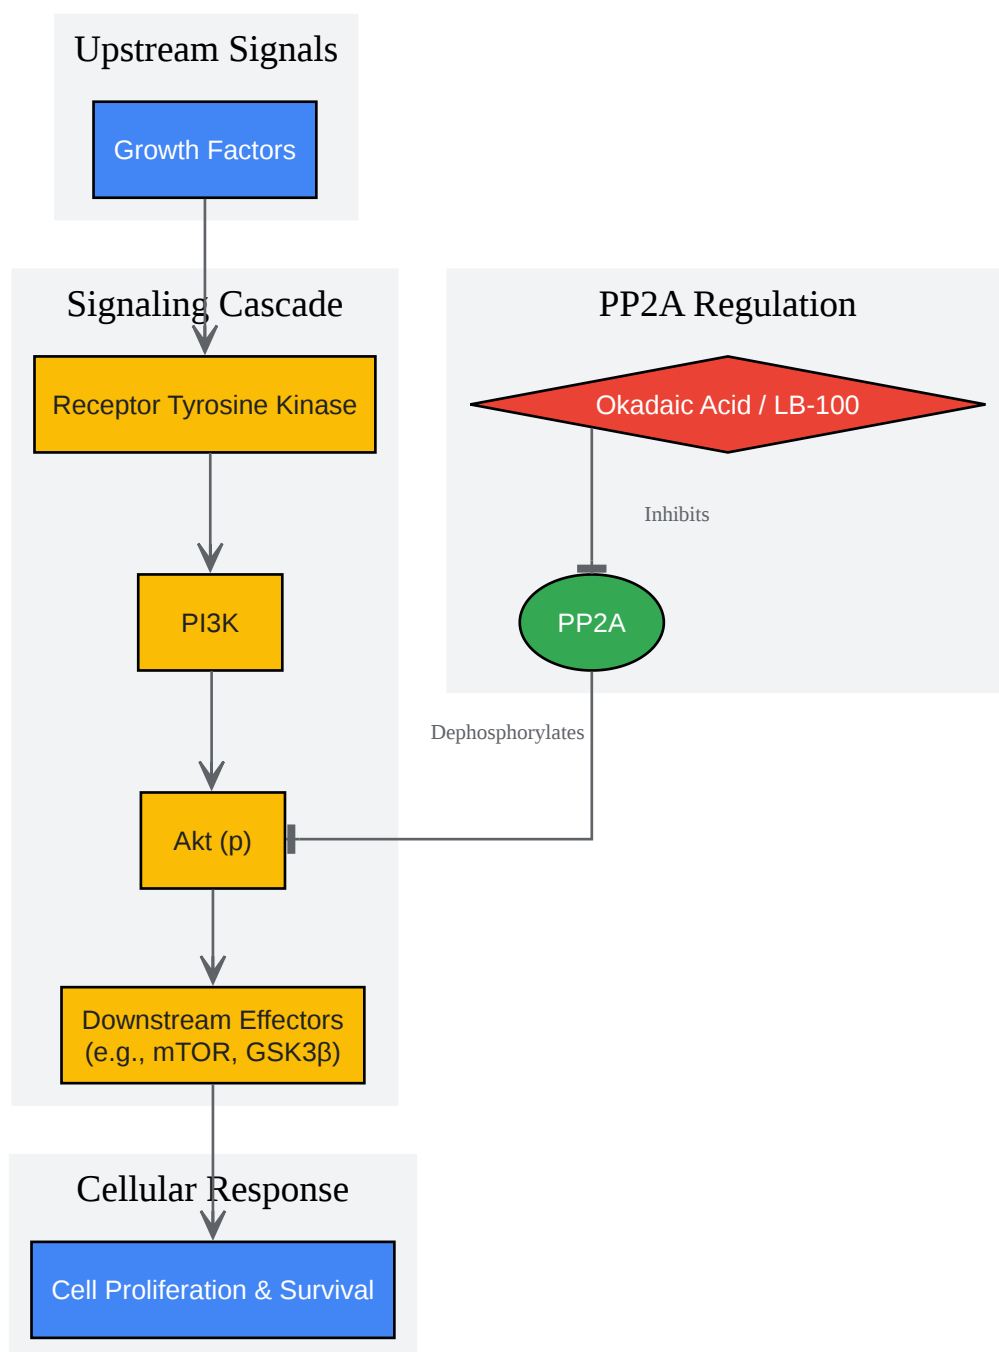 Upstream Signals
Growth Factors
Signaling Cascade
Receptor Tyrosine Kinase
PI3K
Akt (p)
Downstream Effectors
(e.g., mTOR, GSK3β)
PP2A Regulation
Okadaic Acid / LB-100
Inhibits
PP2A
Dephosphorylates
Cellular Response
Cell Proliferation & Survival